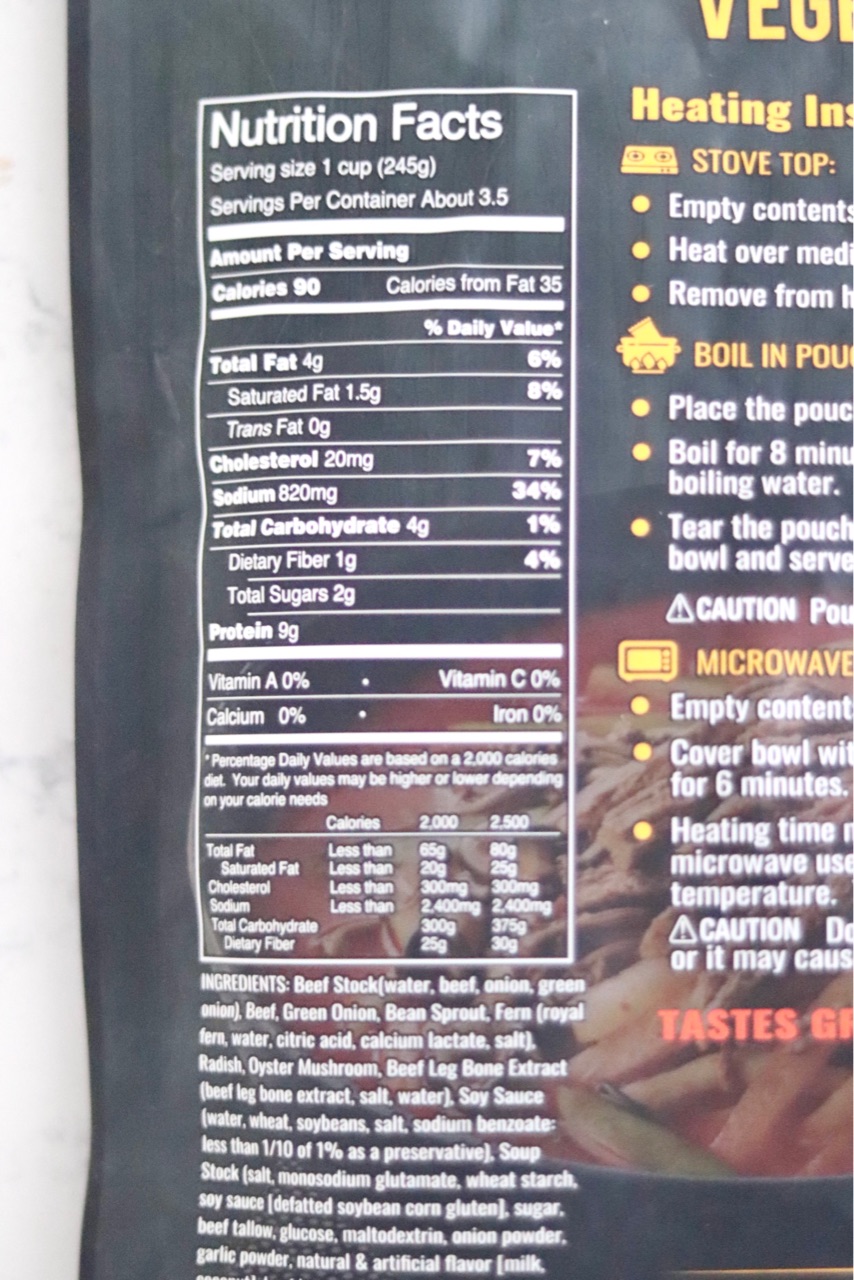 VEGE
Nutrition Facts
Serving size 1 cup (245g)
Servings Per Container About 3.5
Amount Per Serving
Calories 90 Calories from Fat 35
% Daily Value*
Total Fat 4g 6%
Saturated Fat 1.5g 8%
Trans Fat 0g
Cholesterol 20mg 7%
Sodium 820mg 34%
Total Carbohydrate 4g 1%
Dietary Fiber 1g 4%
Total Sugars 2g
Protein 9g
Vitamin A 0% • Vitamin C 0%
Calcium 0% • Iron 0%
*Percentage Daily Values are based on a 2,000 calories
diet. Your daily values may be higher or lower depending
on your calorie needs
Calories 2,000 2,500
Total Fat Less than 65g 80g
Saturated Fat Less than 20g 25g
Cholesterol Less than 300mg 300mg
Sodium Less than 2,400mg 2,400mg
Total Carbohydrate 300g 375g
Dietary Fiber 25g 30g
INGREDIENTS: Beef Stock(water, beef, onion, green
onion), Beef, Green Onion, Bean Sprout, Fern (royal
fern, water, citric acid, calcium lactate, salt),
Radish, Oyster Mushroom, Beef Leg Bone Extract
(beef leg bone extract, salt, water), Soy Sauce
(water, wheat, soybeans, salt, sodium benzoate:
less than 1/10 of 1% as a preservative), Soup
Stock (salt, monosodium glutamate, wheat starch,
soy sauce [defatted soybean corn gluten], sugar,
beef tallow, glucose, maltodextrin, onion powder,
garlic powder, natural & artificial flavor [milk,
Heating Ins
STOVE TOP:
• Empty contents
• Heat over medi
• Remove from h
BOIL IN POU
• Place the pouc
• Boil for 8 minu
boiling water.
• Tear the pouch
bowl and serve
⚠CAUTION Pou
MICROWAVE
• Empty content
• Cover bowl wit
for 6 minutes.
• Heating time
microwave use
temperature.
⚠CAUTION Do
or it may caus
TASTES GR